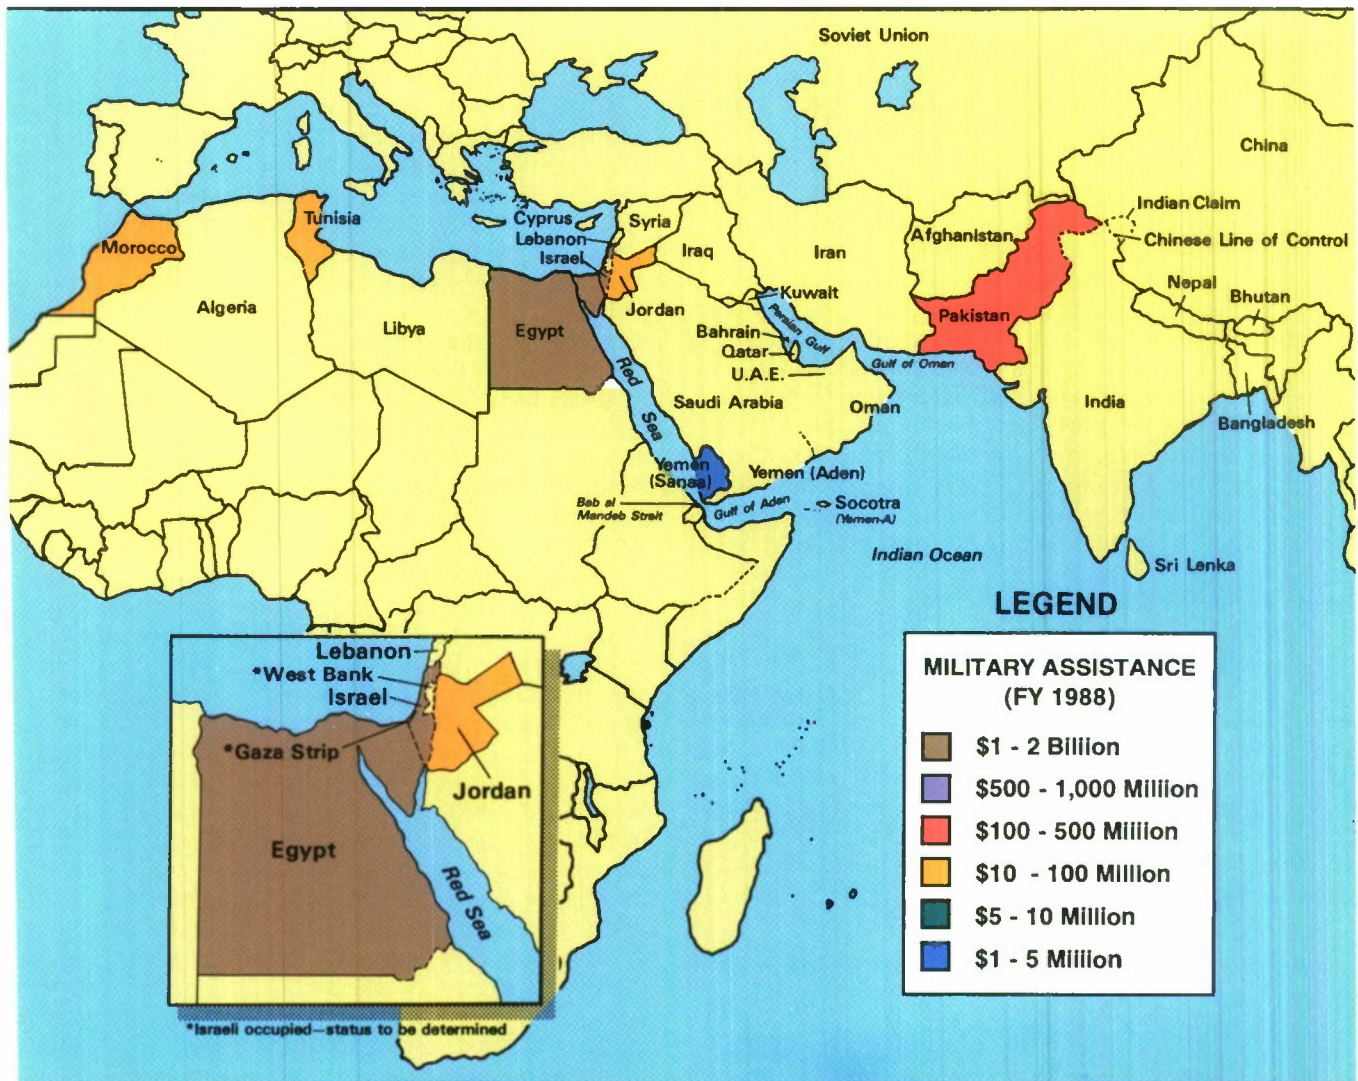 Soviet Union
China
Indian Claim
Chinese Line of Control
Afghanistan
Nepal
Bhutan
Pakistan
India
Bangladesh
Sri Lenka
Iran
Iraq
Syria
Cyprus
Lebanon
Israel
Jordan
Kuwait
Persian Gulf
Bahrain
Qatar
U.A.E.
Gulf of Oman
Saudi Arabia
Oman
Tunisia
Morocco
Algeria
Libya
Egypt
Red
Sea
Yemen
(Sanaa)
Yemen (Aden)
Bab al
Mandeb Strait
Gulf of Aden
Socotra
(Yemen-A)
Indian Ocean
LEGEND
MILITARY ASSISTANCE
(FY 1988)
$1 - 2 Billion
$500 - 1,000 Million
$100 - 500 Million
$10 - 100 Million
$5 - 10 Million
$1 - 5 Million
Lebanon
*West Bank
Israel
*Gaza Strip
Jordan
Egypt
Red Sea
*Israeli occupied—status to be determined